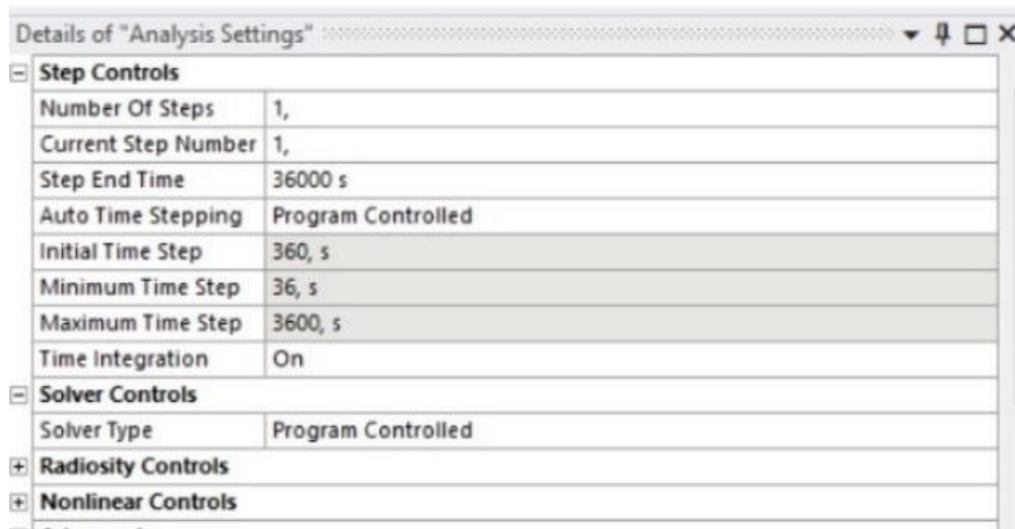 Details of "Analysis Settings"
Step Controls
Number Of Steps 1,
Current Step Number 1,
Step End Time 36000 s
Auto Time Stepping Program Controlled
Initial Time Step 360, s
Minimum Time Step 36, s
Maximum Time Step 3600, s
Time Integration On
Solver Controls
Solver Type Program Controlled
Radiosity Controls
Nonlinear Controls